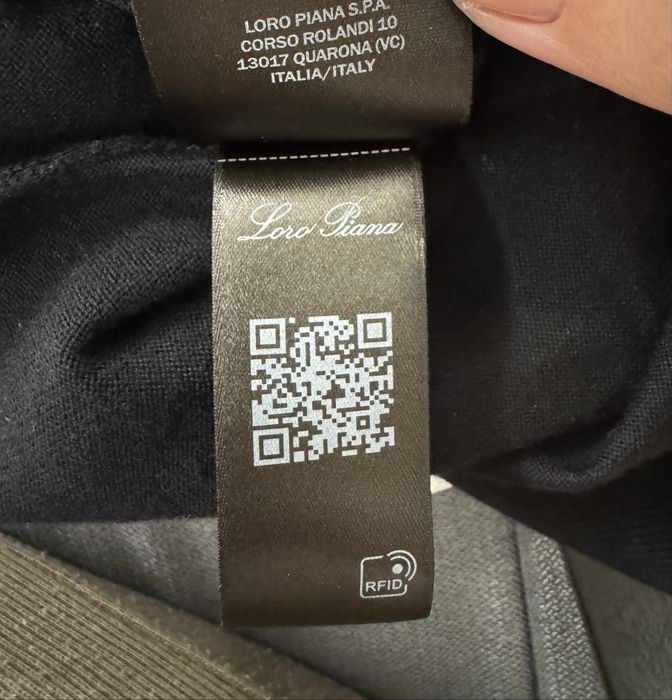 LORO PIANA S.P.A.
CORSO ROLANDI 10
13017 QUARONA (VC)
ITALIA/ITALY
Loro Piana
RFID